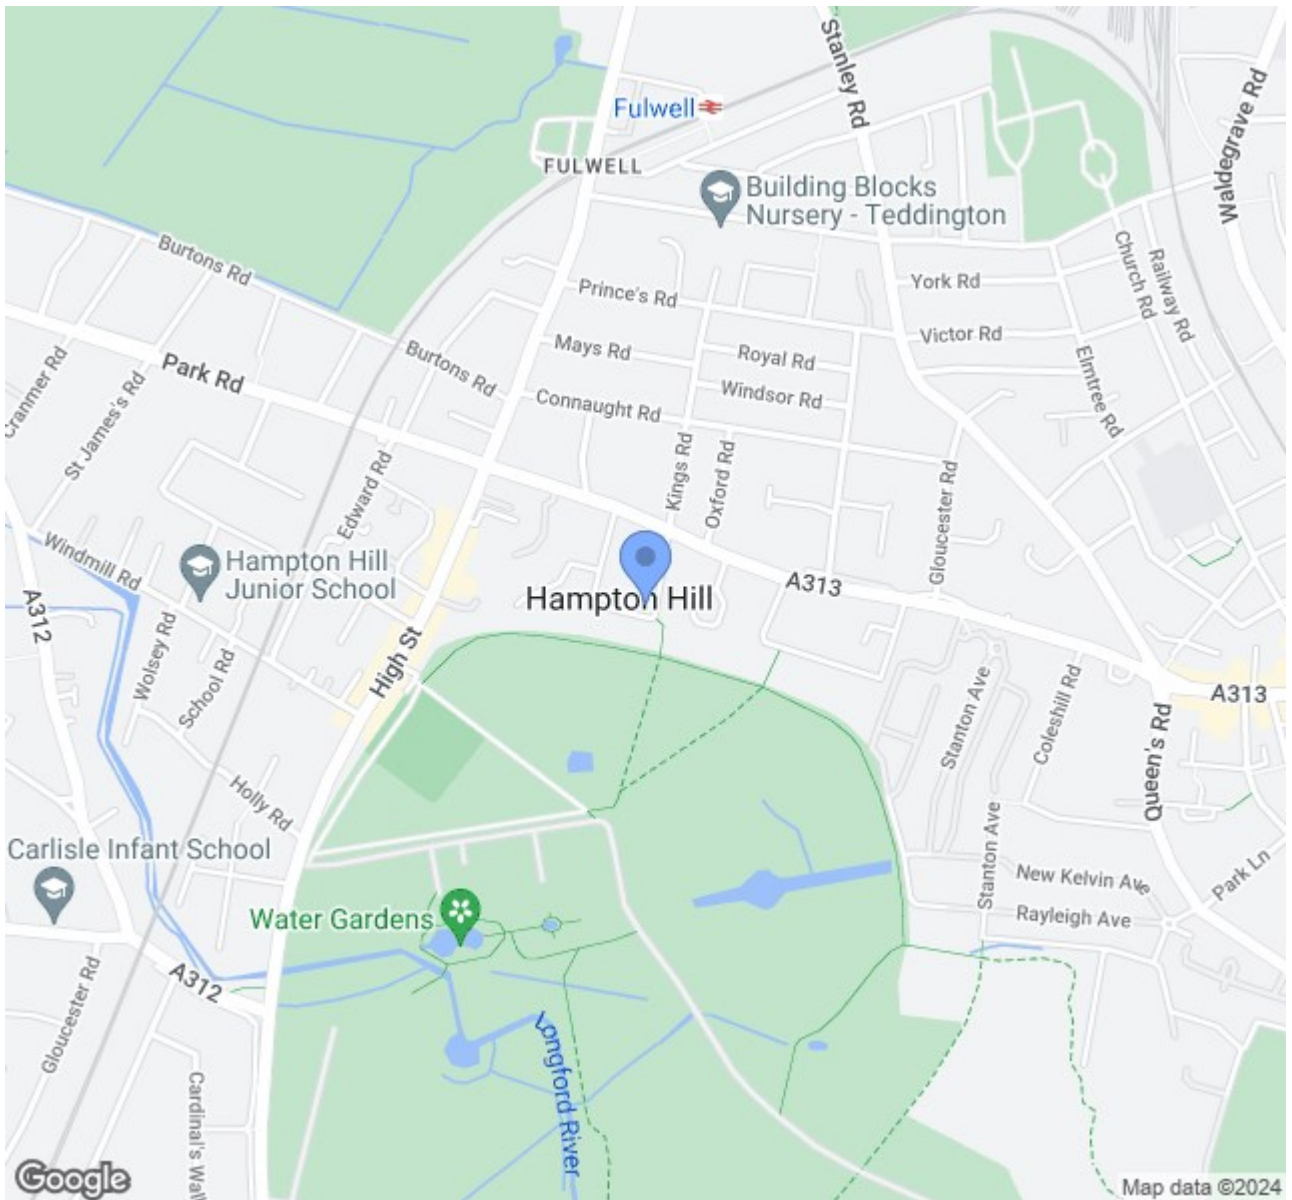 Stanley Rd
Waldegrave Rd
Fulwell
FULWELL
Building Blocks
Nursery - Teddington
Burtons Rd
Church Rd
Railway Rd
York Rd
Prince's Rd
Victor Rd
Mays Rd
Royal Rd
Elmtree Rd
Burtons Rd
Park Rd
Windsor Rd
Connaught Rd
Cranmer Rd
St James's Rd
Kings Rd
Oxford Rd
Edward Rd
Gloucester Rd
Windmill Rd
Hampton Hill
Junior School
Hampton Hill
A313
A312
High St
Wolsey Rd
School Rd
Stanton Ave
Coleshill Rd
A313
Queen's Rd
Holly Rd
Carlisle Infant School
Stanton Ave
New Kelvin Ave
Park Ln
Rayleigh Ave
Water Gardens
A312
Gloucester Rd
Longford River
Cardinal's Wal
Google
Map data ©2024